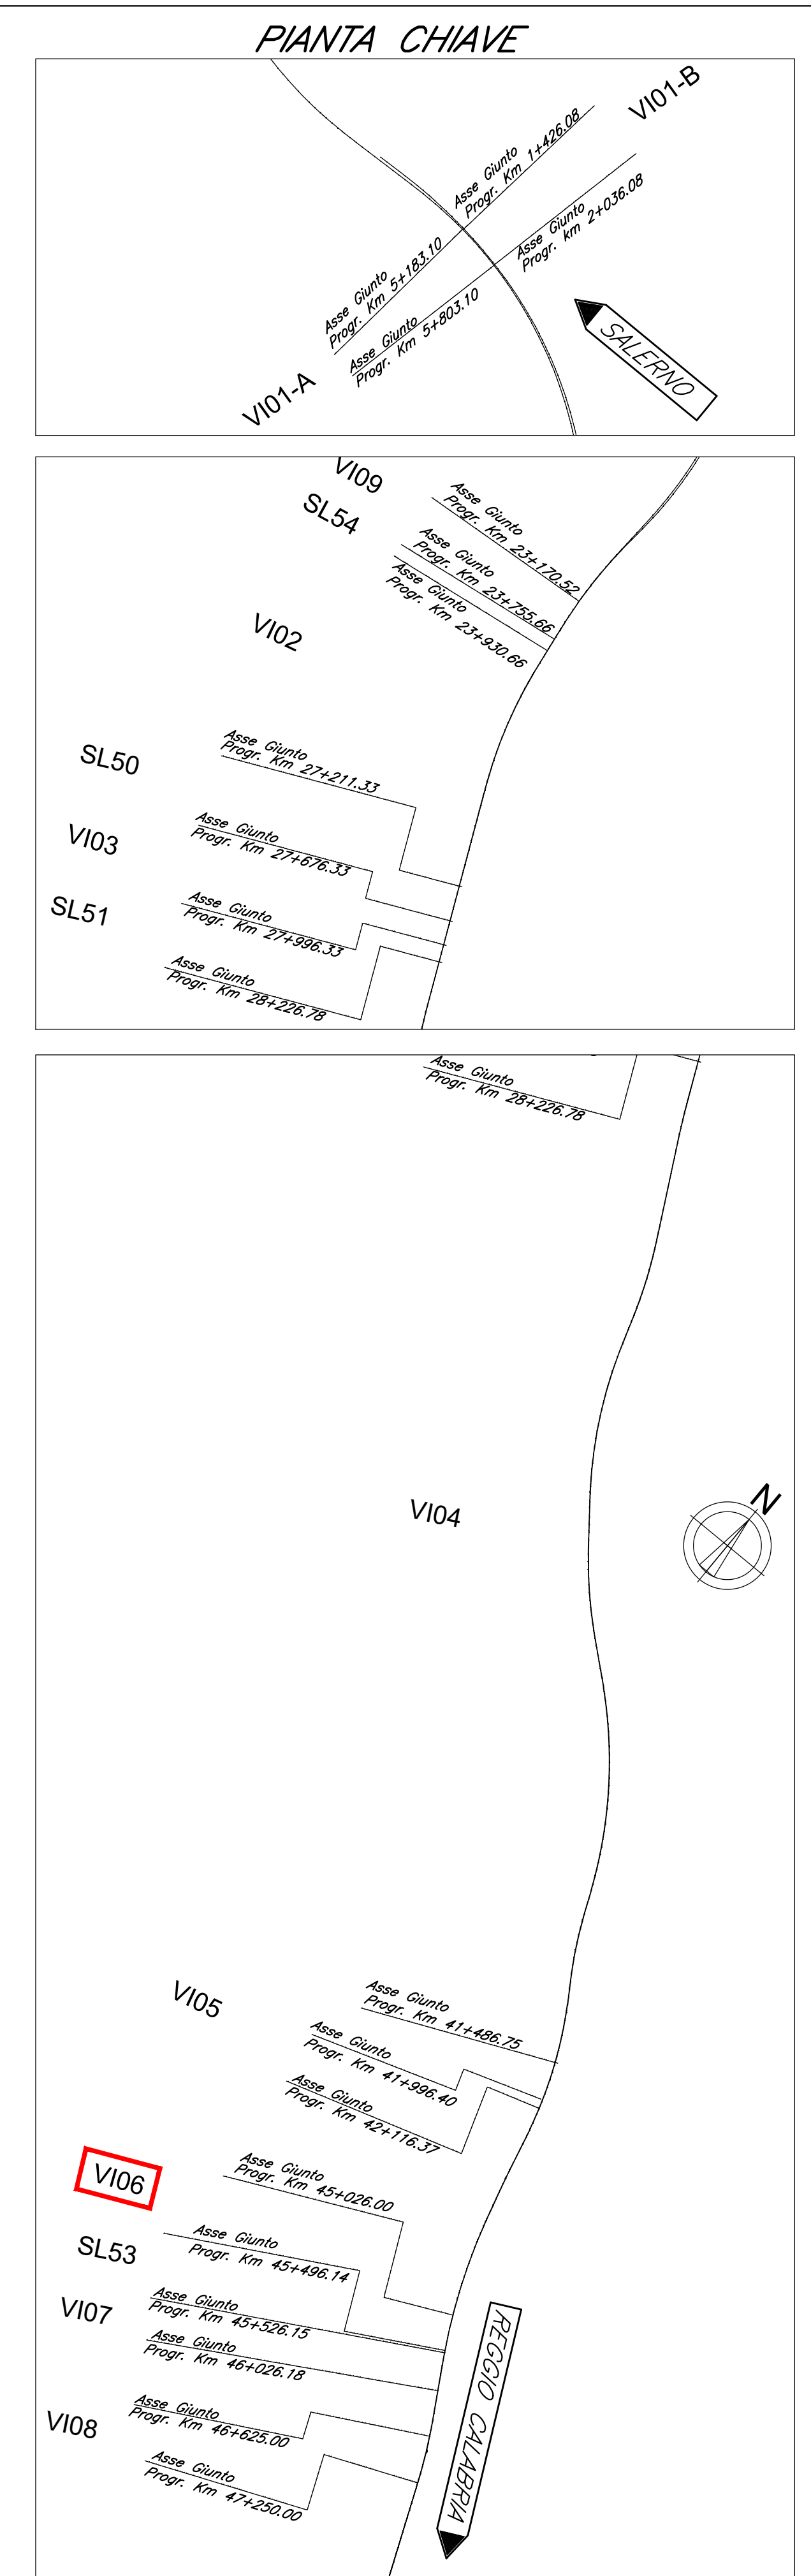 PIANTA CHIAVE
VI01-B
Asse Giunto
Progr. Km 1+426.08
Asse Giunto
Progr. km 2+036.08
Asse Giunto
Progr. Km 5+183.10
Asse Giunto
Progr. Km 5+803.10
VI01-A
SALERNO
VI09
SL54
Asse Giunto
Progr. Km 23+170.52
Asse Giunto
Progr. Km 23+755.66
Asse Giunto
Progr. Km 23+930.66
VI02
SL50
Asse Giunto
Progr. Km 27+211.33
VI03
Asse Giunto
Progr. Km 27+676.33
SL51
Asse Giunto
Progr. Km 27+996.33
Asse Giunto
Progr. Km 28+226.78
Asse Giunto
Progr. Km 28+226.78
VI04
N
VI05
Asse Giunto
Progr. Km 41+486.75
Asse Giunto
Progr. Km 41+996.40
Asse Giunto
Progr. Km 42+116.37
VI06
Asse Giunto
Progr. Km 45+026.00
SL53
Asse Giunto
Progr. Km 45+496.14
VI07
Asse Giunto
Progr. Km 45+526.15
Asse Giunto
Progr. Km 46+026.18
VI08
Asse Giunto
Progr. Km 46+625.00
Asse Giunto
Progr. Km 47+250.00
REGGIO CALABRIA